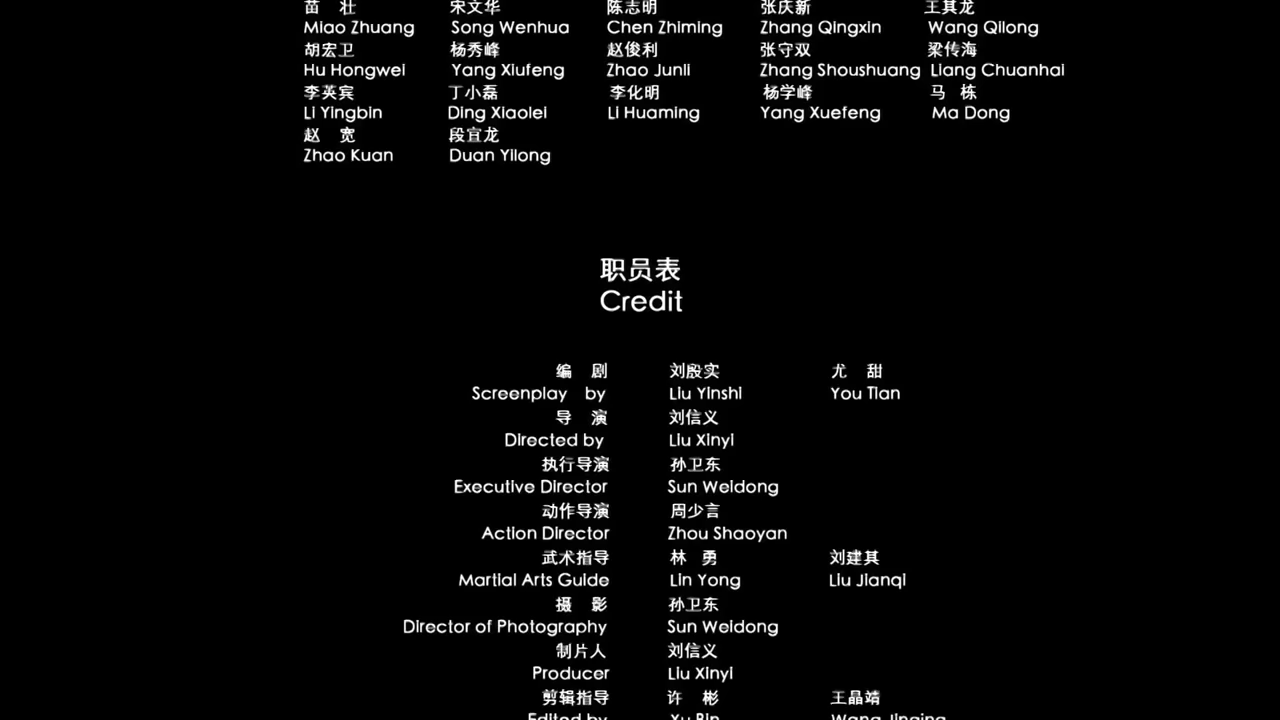 苗 壮 宋文华 陈志明 张庆新 王其龙
Miao Zhuang Song Wenhua Chen Zhiming Zhang Qingxin Wang Qilong
胡宏卫 杨秀峰 赵俊利 张守双 梁传海
Hu Hongwei Yang Xiufeng Zhao Junli Zhang Shoushuang Liang Chuanhai
李英宾 丁小磊 李化明 杨学峰 马 栋
Li Yingbin Ding Xiaolei Li Huaming Yang Xuefeng Ma Dong
赵 宽 段宜龙
Zhao Kuan Duan Yilong
职员表
Credit
编 剧 刘殷实 尤 甜
Screenplay by Liu Yinshi You Tian
导 演 刘信义
Directed by Liu Xinyi
执行导演 孙卫东
Executive Director Sun Weidong
动作导演 周少言
Action Director Zhou Shaoyan
武术指导 林 勇 刘建其
Martial Arts Guide Lin Yong Liu Jianqi
摄 影 孙卫东
Director of Photography Sun Weidong
制片人 刘信义
Producer Liu Xinyi
剪辑指导 许 彬 王晶靖
Edited by Xu Bin Wang Jinqing